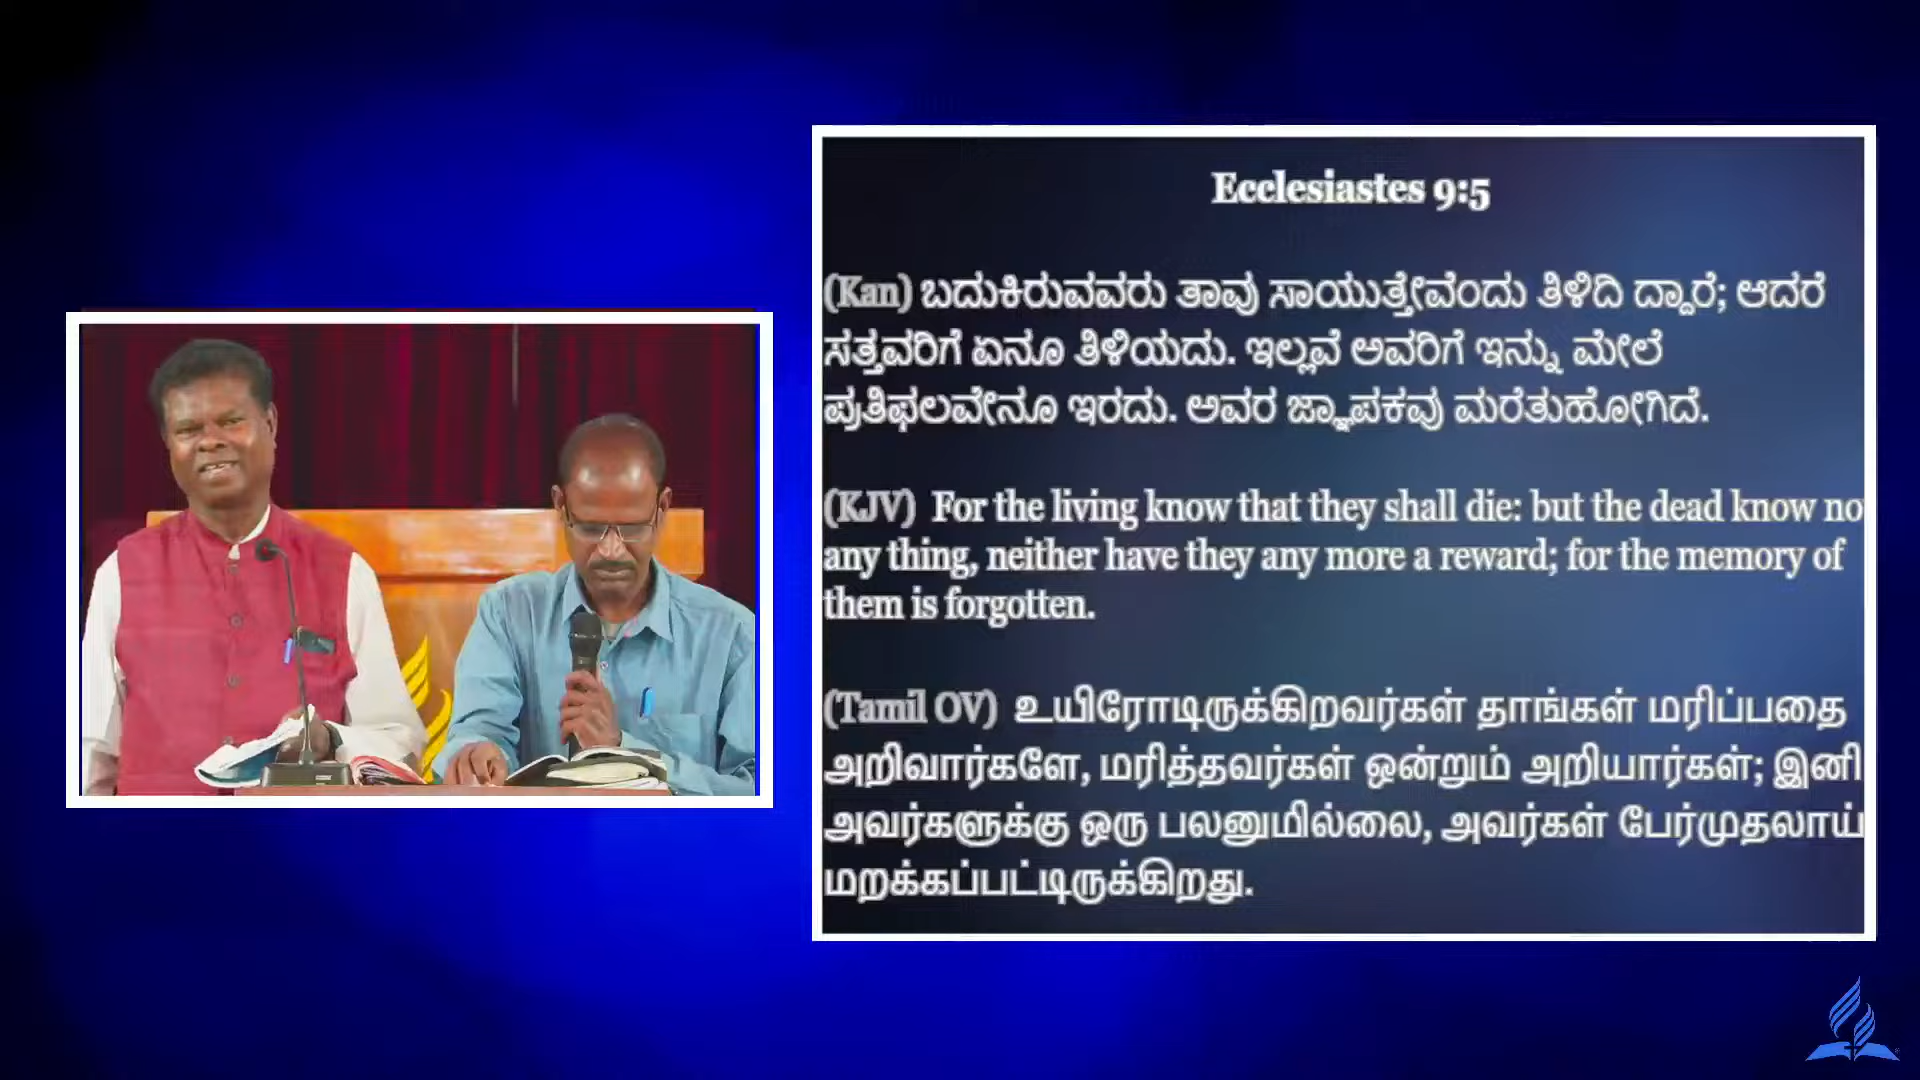 Ecclesiastes 9:5
(Kan) ಬದುಕಿರುವವರು ತಾವು ಸಾಯುತ್ತೇವೆಂದು ತಿಳಿದಿ ದ್ದಾರೆ; ಆದರೆ
ಸತ್ತವರಿಗೆ ಏನೂ ತಿಳಿಯದು. ಇಲ್ಲವೆ ಅವರಿಗೆ ಇನ್ನು ಮೇಲೆ
ಪ್ರತಿಫಲವೇನೂ ಇರದು. ಅವರ ಜ್ಞಾಪಕವು ಮರೆತುಹೋಗಿದೆ.
(KJV) For the living know that they shall die: but the dead know no
any thing, neither have they any more a reward; for the memory of
them is forgotten.
(Tamil OV) உயிரோடிருக்கிறவர்கள் தாங்கள் மரிப்பதை
அறிவார்களே, மரித்தவர்கள் ஒன்றும் அறியார்கள்; இனி
அவர்களுக்கு ஒரு பலனுமில்லை, அவர்கள் பேர்முதலாய்
மறக்கப்பட்டிருக்கிறது.